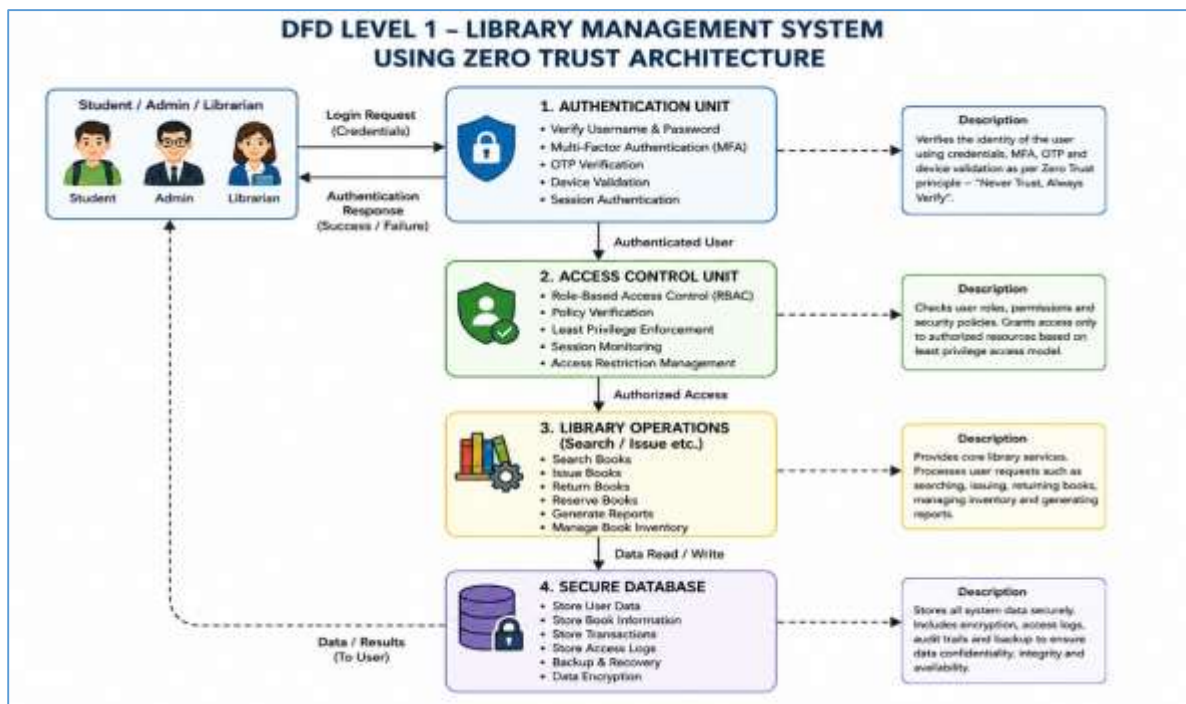 DFD LEVEL 1 – LIBRARY MANAGEMENT SYSTEM
USING ZERO TRUST ARCHITECTURE
Student / Admin / Librarian
Student
Admin
Librarian
Login Request
(Credentials)
Authentication
Response
(Success / Failure)
1. AUTHENTICATION UNIT
• Verify Username & Password
• Multi-Factor Authentication (MFA)
• OTP Verification
• Device Validation
• Session Authentication
Description
Verifies the identity of the user
using credentials, MFA, OTP and
device validation as per Zero Trust
principle – "Never Trust, Always
Verify".
Authenticated User
2. ACCESS CONTROL UNIT
• Role-Based Access Control (RBAC)
• Policy Verification
• Least Privilege Enforcement
• Session Monitoring
• Access Restriction Management
Description
Checks user roles, permissions and
security policies. Grants access only
to authorized resources based on
least privilege access model.
Authorized Access
3. LIBRARY OPERATIONS
(Search / Issue etc.)
• Search Books
• Issue Books
• Return Books
• Reserve Books
• Generate Reports
• Manage Book Inventory
Description
Provides core library services.
Processes user requests such as
searching, issuing, returning books,
managing inventory and generating
reports.
Data Read / Write
4. SECURE DATABASE
• Store User Data
• Store Book Information
• Store Transactions
• Store Access Logs
• Backup & Recovery
• Data Encryption
Description
Stores all system data securely.
Includes encryption, access logs,
audit trails and backup to ensure
data confidentiality, integrity and
availability.
Data / Results
(To User)